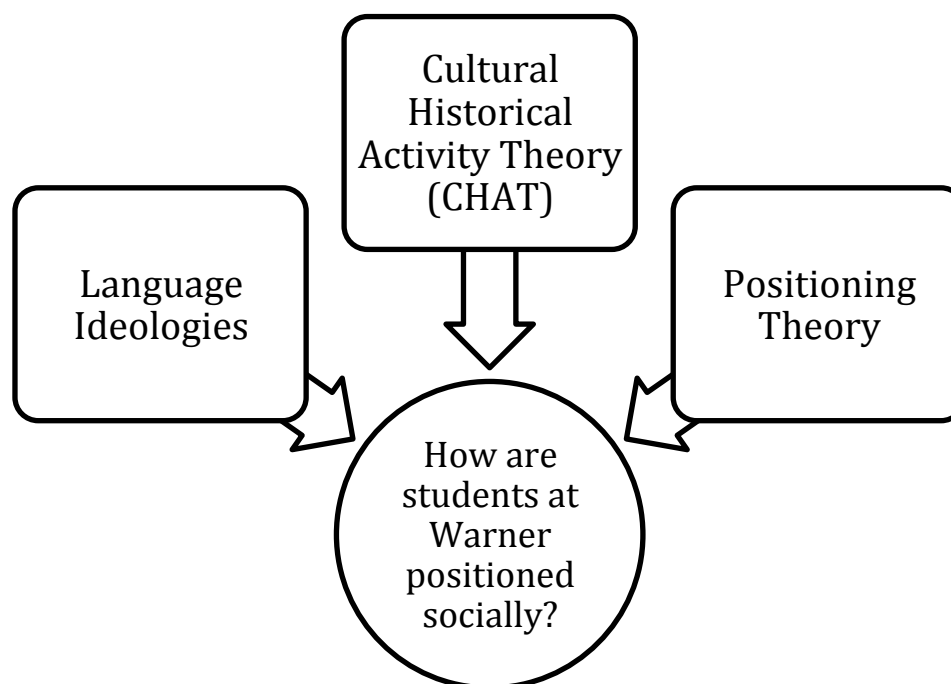 Cultural
Historical
Activity Theory
(CHAT)
Language
Ideologies
Positioning
Theory
How are
students at
Warner
positioned
socially?